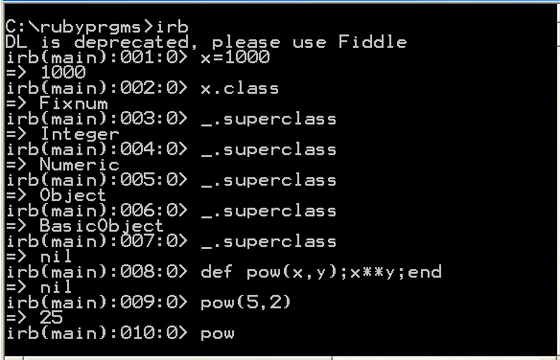 C:\rubyprgms>irb
DL is deprecated, please use Fiddle
irb(main):001:0> x=1000
=> 1000
irb(main):002:0> x.class
=> Fixnum
irb(main):003:0> _.superclass
=> Integer
irb(main):004:0> _.superclass
=> Numeric
irb(main):005:0> _.superclass
=> Object
irb(main):006:0> _.superclass
=> BasicObject
irb(main):007:0> _.superclass
=> nil
irb(main):008:0> def pow(x,y);x**y;end
=> nil
irb(main):009:0> pow(5,2)
=> 25
irb(main):010:0> pow